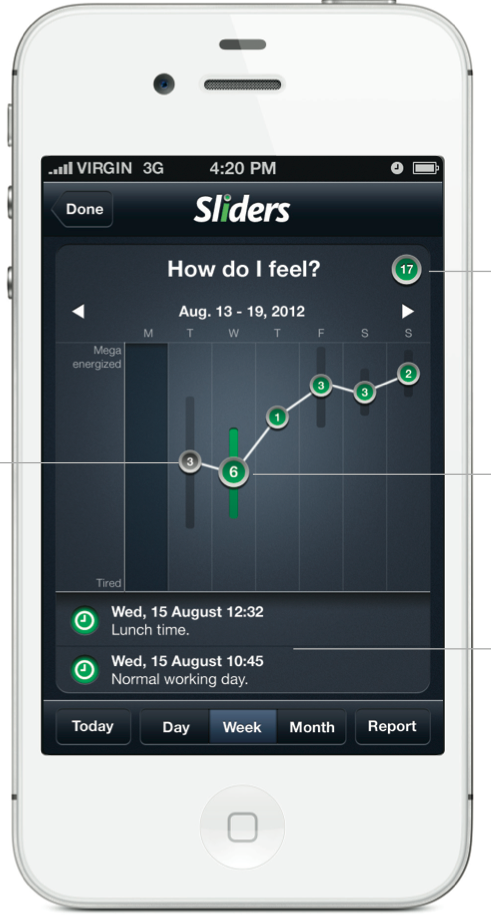 VIRGIN 3G 4:20 PM
Done
Sliders
How do I feel?
17
Aug. 13 - 19, 2012
M T W T F S S
Mega
energized
2
3
3
1
3
6
Tired
Wed, 15 August 12:32
Lunch time.
Wed, 15 August 10:45
Normal working day.
Today Day Week Month Report